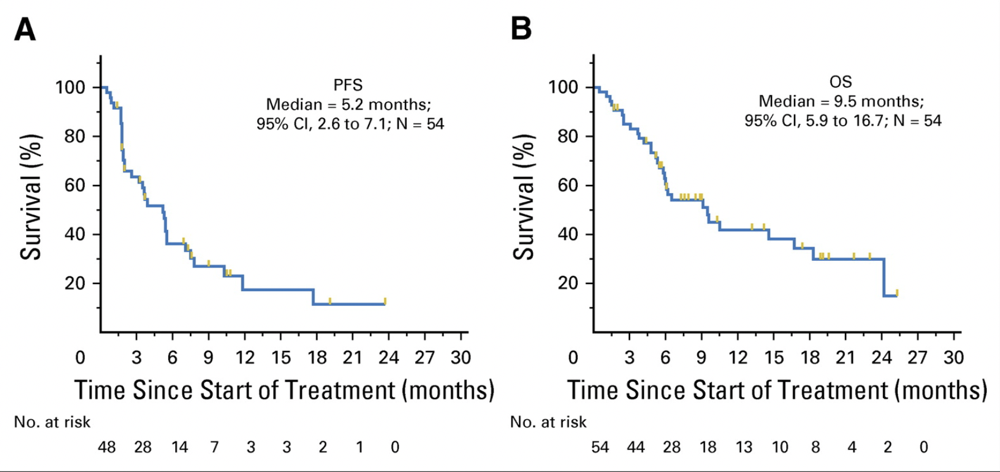 A
PFS
Median = 5.2 months;
95% CI, 2.6 to 7.1; N = 54
Survival (%)
100
80
60
40
20
0 3 6 9 12 15 18 21 24 27 30
Time Since Start of Treatment (months)
No. at risk
48 28 14 7 3 3 2 1 0
B
OS
Median = 9.5 months;
95% CI, 5.9 to 16.7; N = 54
Survival (%)
100
80
60
40
20
0 3 6 9 12 15 18 21 24 27 30
Time Since Start of Treatment (months)
No. at risk
54 44 28 18 13 10 8 4 2 0